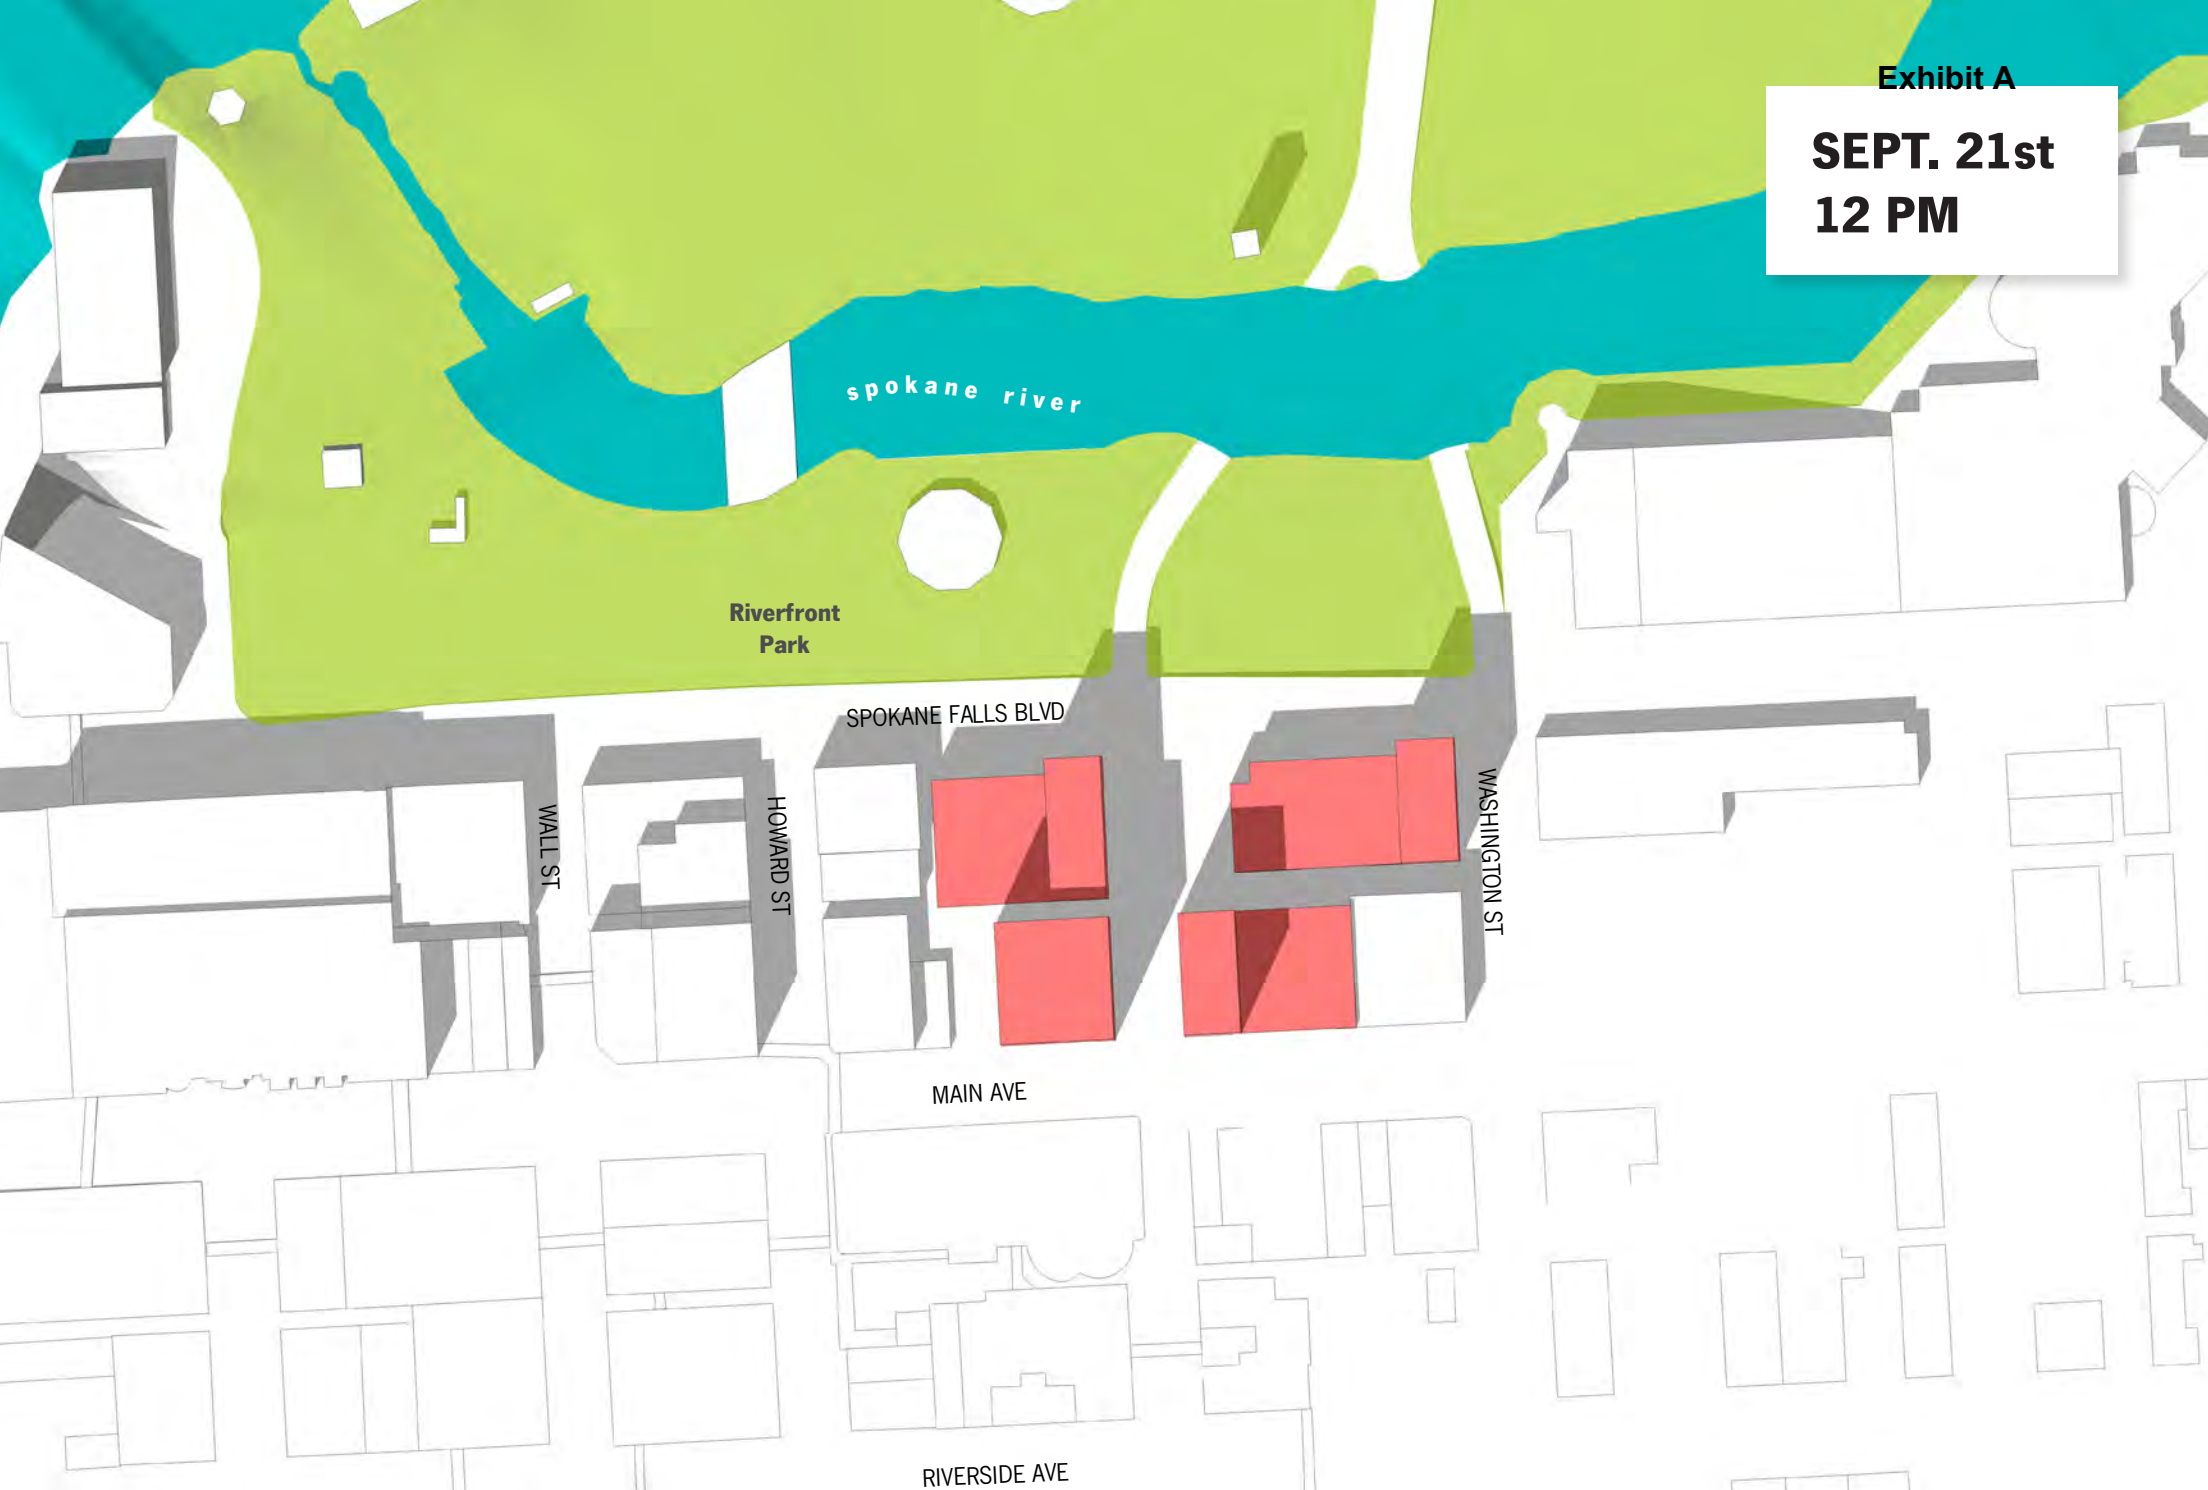 Exhibit A
SEPT. 21st
12 PM
spokane river
Riverfront
Park
SPOKANE FALLS BLVD
WALL ST
HOWARD ST
WASHINGTON ST
MAIN AVE
RIVERSIDE AVE